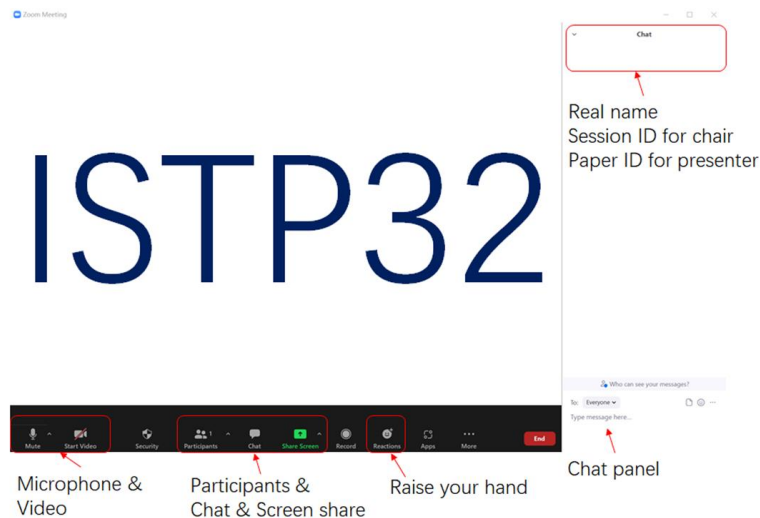 Zoom Meeting
Chat
ISTP32
Real name
Session ID for chair
Paper ID for presenter
Who can see your messages?
To: Everyone
Type message here...
Mute
Start Video
Security
Participants
1
Chat
Share Screen
Record
Reactions
Apps
More
End
Microphone &
Video
Participants &
Chat & Screen share
Raise your hand
Chat panel